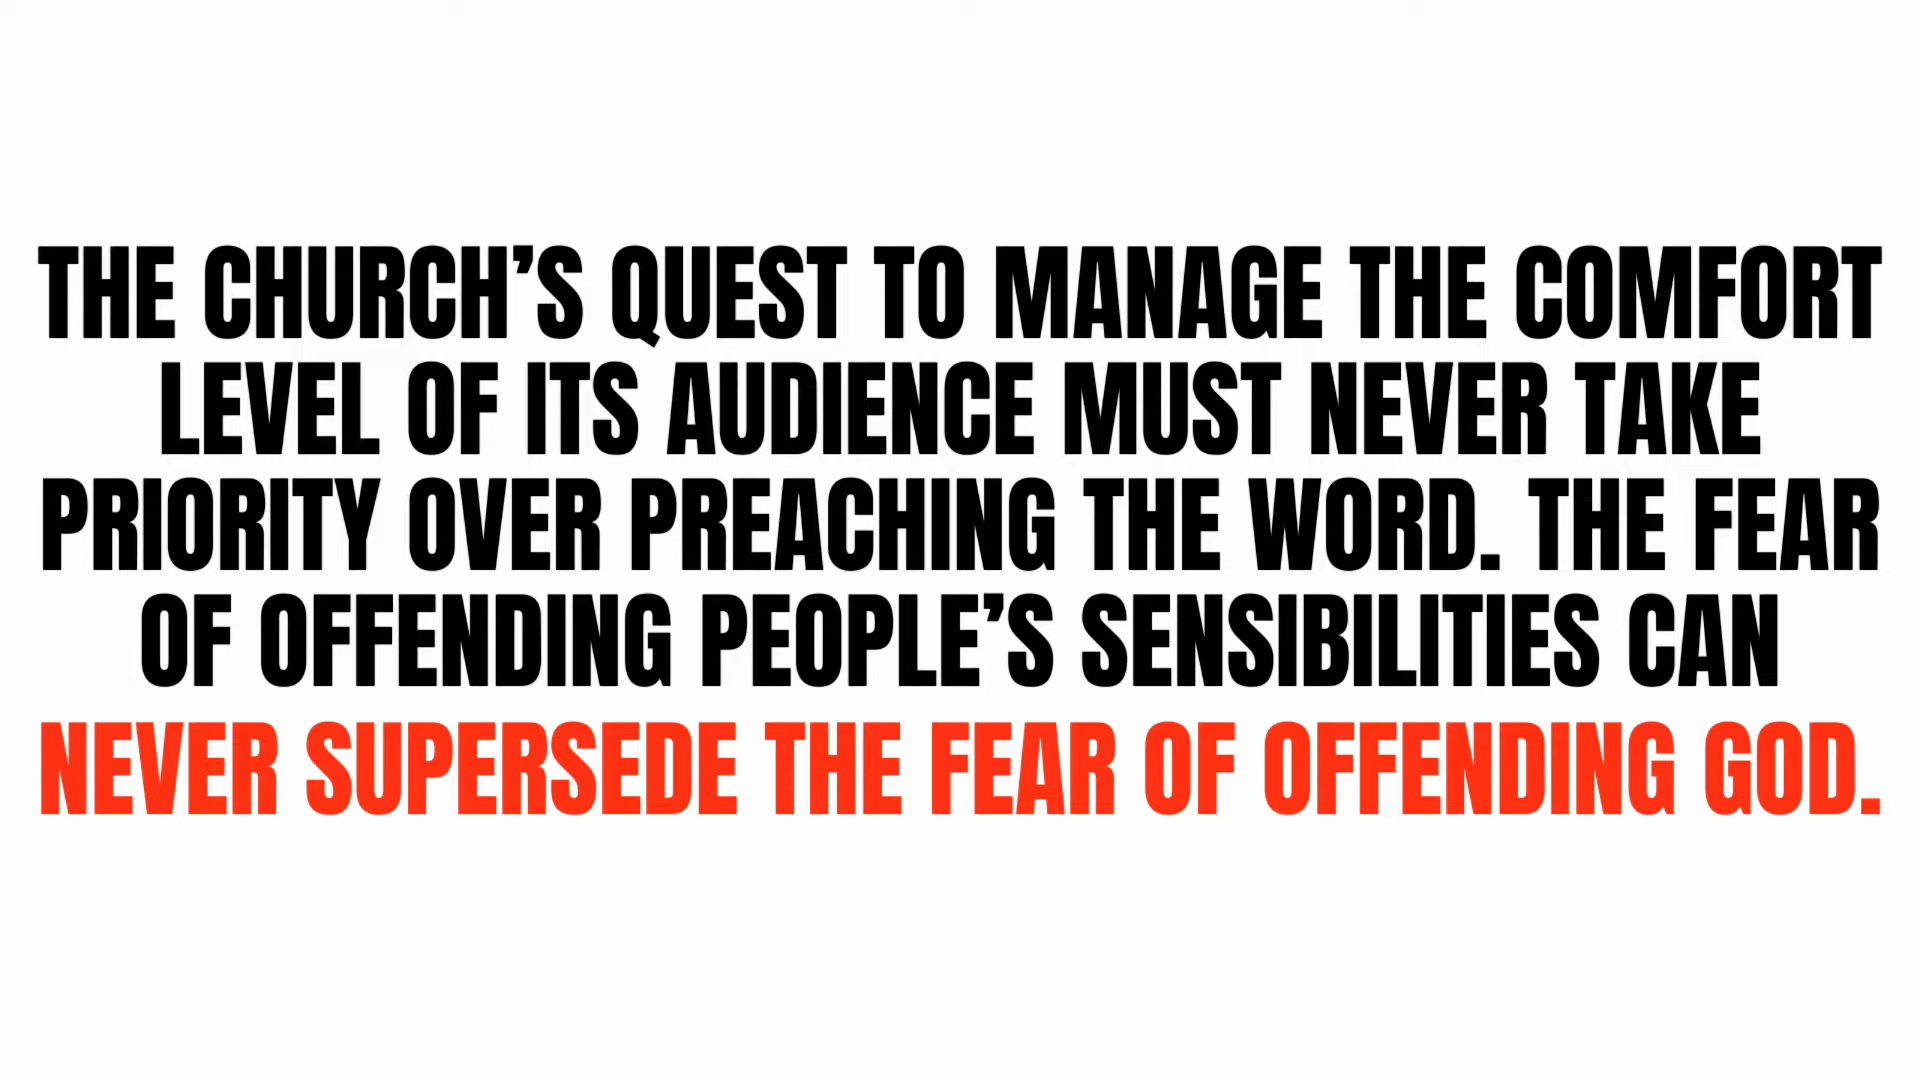 THE CHURCH’S QUEST TO MANAGE THE COMFORT
LEVEL OF ITS AUDIENCE MUST NEVER TAKE
PRIORITY OVER PREACHING THE WORD. THE FEAR
OF OFFENDING PEOPLE’S SENSIBILITIES CAN
NEVER SUPERSEDE THE FEAR OF OFFENDING GOD.